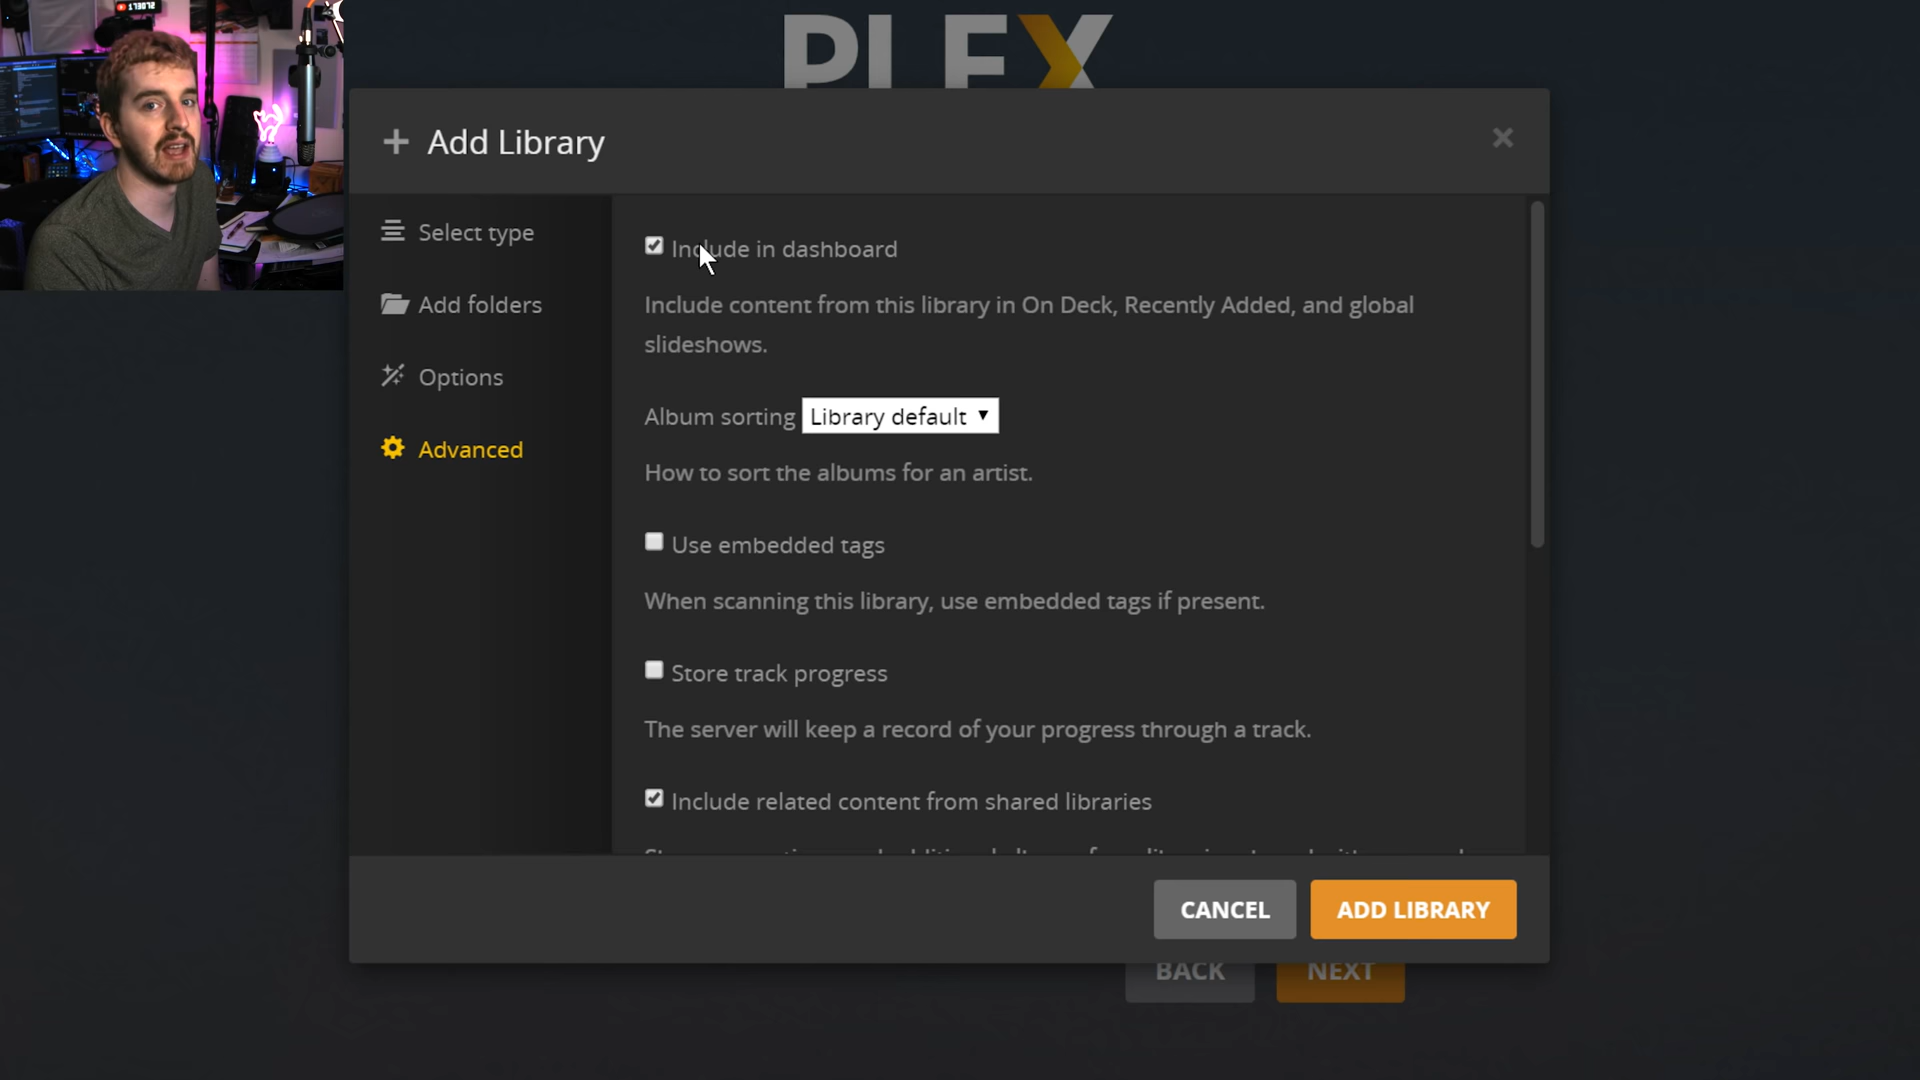 173072
PLEX
Add Library
Select type
Add folders
Options
Advanced
Include in dashboard
Include content from this library in On Deck, Recently Added, and global
slideshows.
Album sorting Library default
How to sort the albums for an artist.
Use embedded tags
When scanning this library, use embedded tags if present.
Store track progress
The server will keep a record of your progress through a track.
Include related content from shared libraries
CANCEL ADD LIBRARY
BACK NEXT